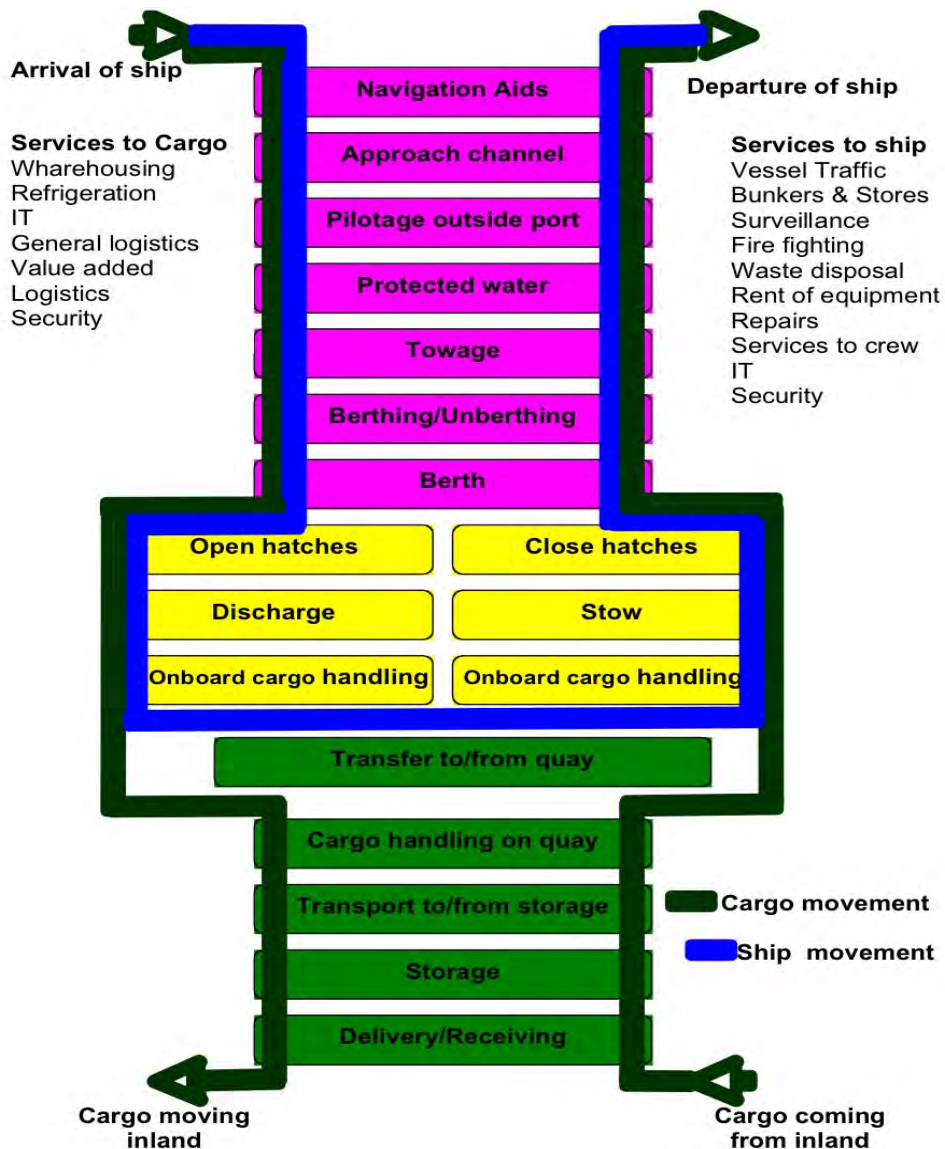 Arrival of ship
Departure of ship
Services to Cargo
Wharehousing
Refrigeration
IT
General logistics
Value added
Logistics
Security
Navigation Aids
Approach channel
Pilotage outside port
Protected water
Towage
Berthing/Unberthing
Berth
Services to ship
Vessel Traffic
Bunkers & Stores
Surveillance
Fire fighting
Waste disposal
Rent of equipment
Repairs
Services to crew
IT
Security
Open hatches
Close hatches
Discharge
Stow
Onboard cargo handling
Onboard cargo handling
Transfer to/from quay
Cargo handling on quay
Transport to/from storage
Storage
Delivery/Receiving
Cargo movement
Ship movement
Cargo moving
inland
Cargo coming
from inland